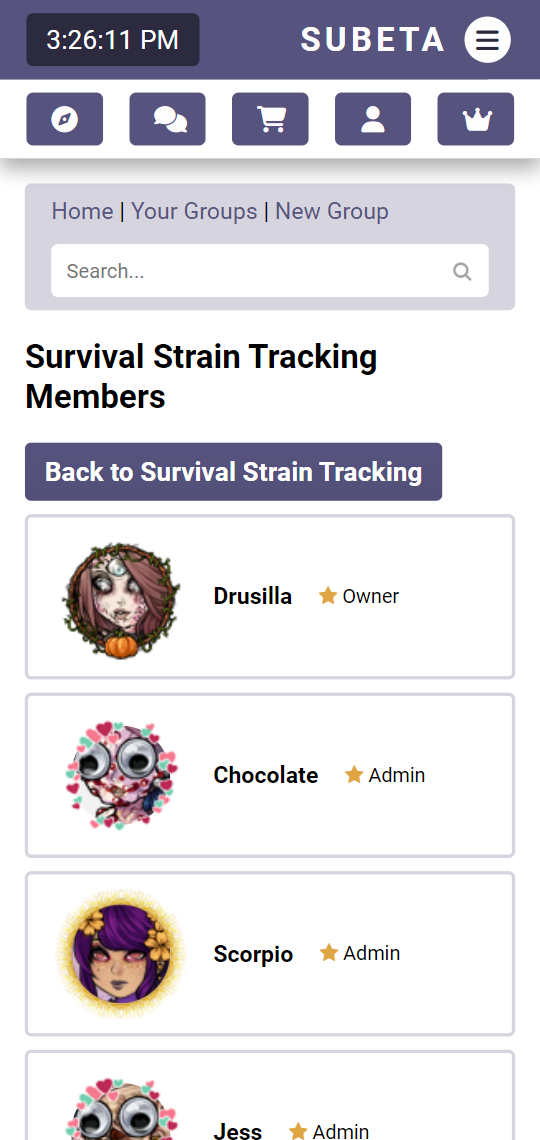 3:26:11 PM SUBETA
Home | Your Groups | New Group
Search...
Survival Strain Tracking
Members
Back to Survival Strain Tracking
Drusilla Owner
Chocolate Admin
Scorpio Admin
Jess Admin